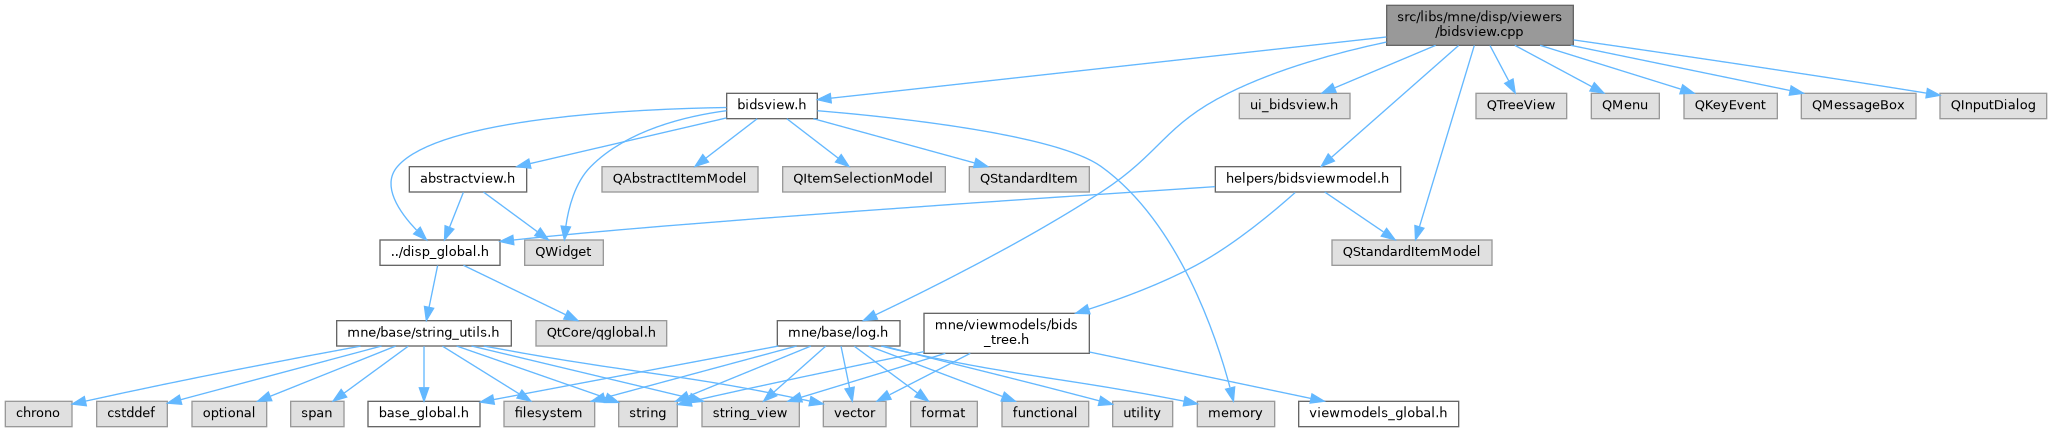 src/libs/mne/disp/viewers
/bidsview.cpp
bidsview.h
ui_bidsview.h
QTreeView
QMenu
QKeyEvent
QMessageBox
QInputDialog
abstractview.h
QAbstractItemModel
QItemSelectionModel
QStandardItem
helpers/bidsviewmodel.h
../disp_global.h
QWidget
QStandardItemModel
mne/base/string_utils.h
QtCore/qglobal.h
mne/base/log.h
mne/viewmodels/bids
_tree.h
chrono
cstddef
optional
span
base_global.h
filesystem
string
string_view
vector
format
functional
utility
memory
viewmodels_global.h